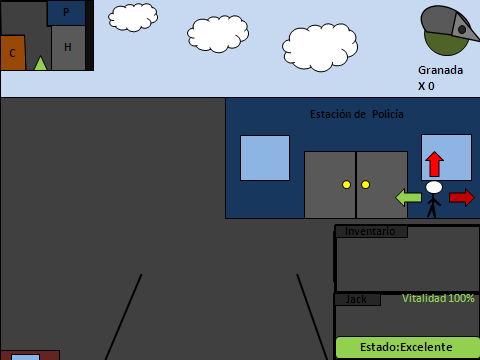 P
C
H
Granada
X 0
Estación de Policía
Inventario
Jack
Vitalidad 100%
Estado:Excelente